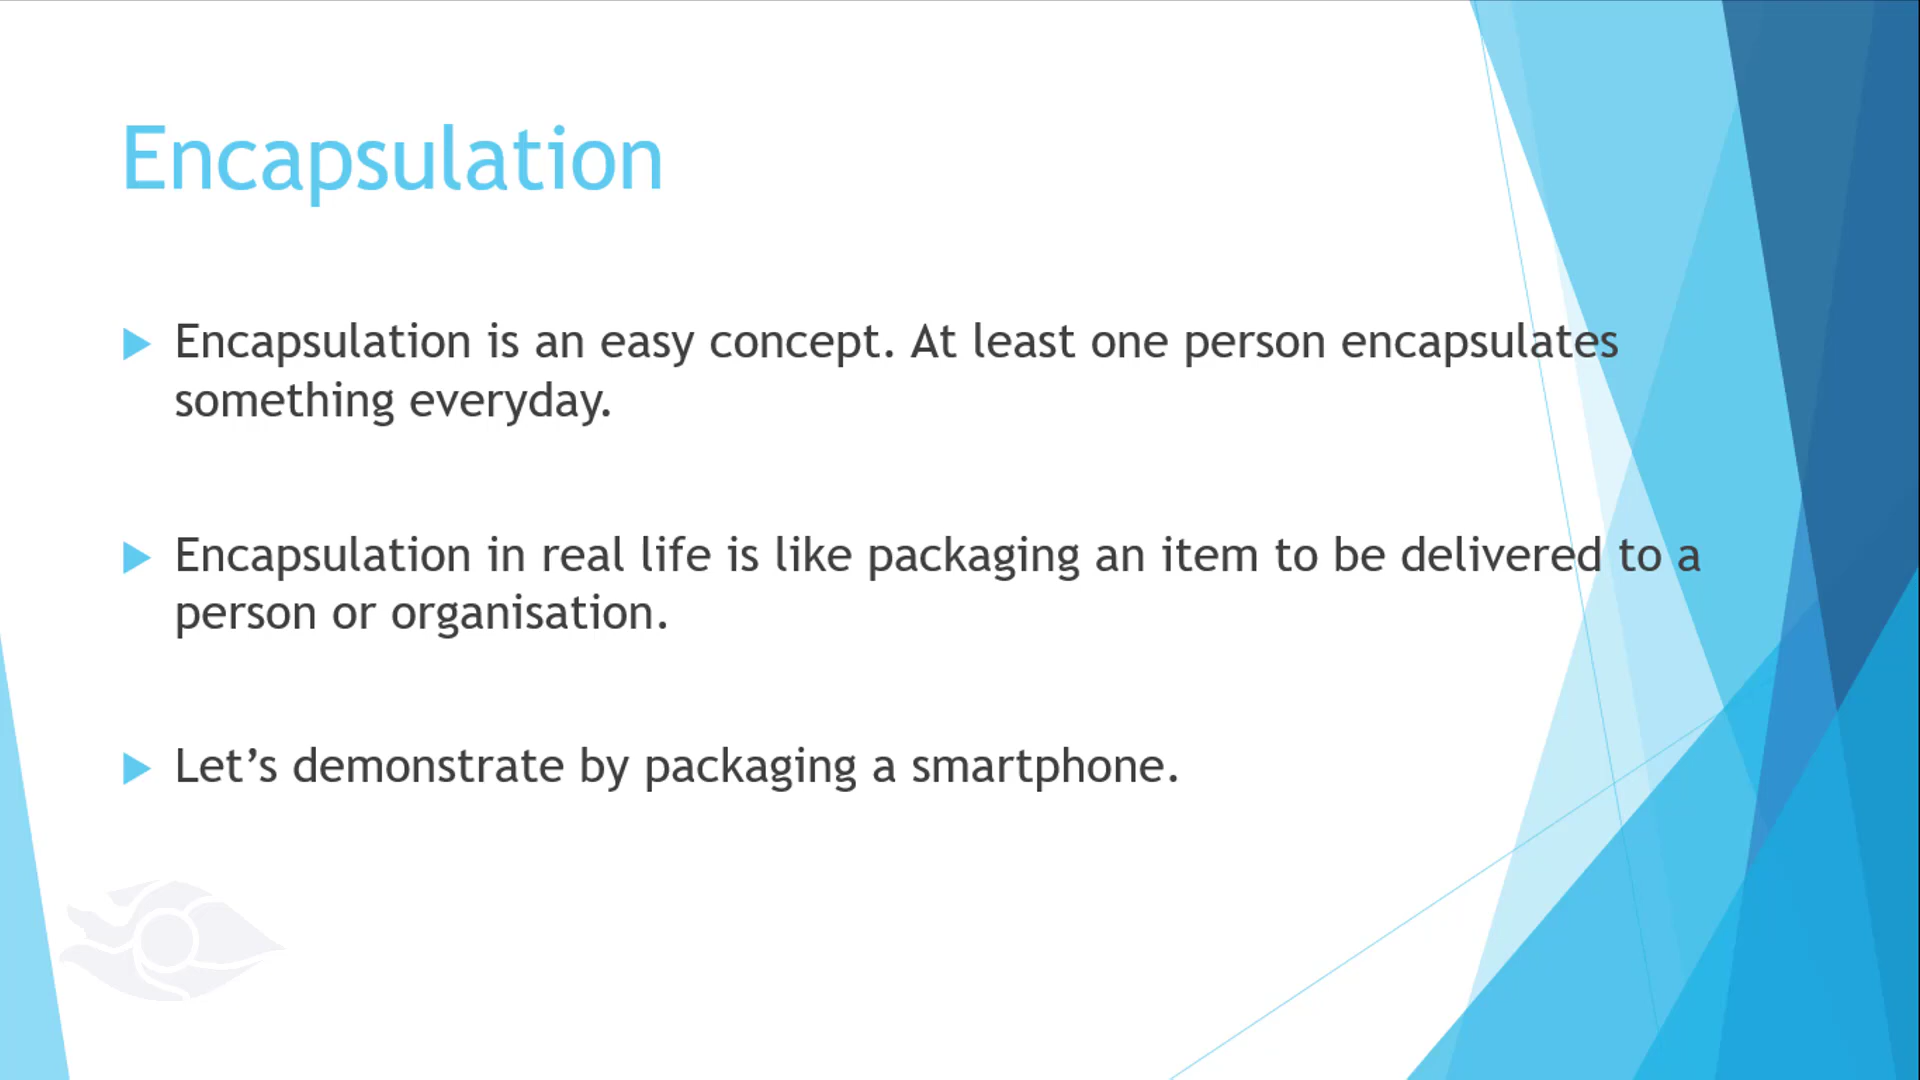 Encapsulation
Encapsulation is an easy concept. At least one person encapsulates
something everyday.
Encapsulation in real life is like packaging an item to be delivered to a
person or organisation.
Let’s demonstrate by packaging a smartphone.